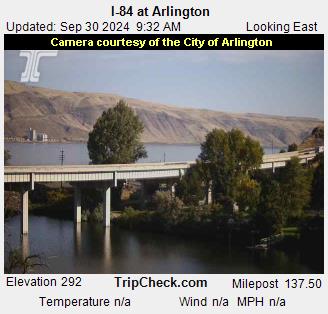 I-84 at Arlington
Updated: Sep 30 2024 9:32 AM Looking East
Camera courtesy of the City of Arlington
Elevation 292 TripCheck.com Milepost 137.50
Temperature n/a Wind n/a MPH n/a